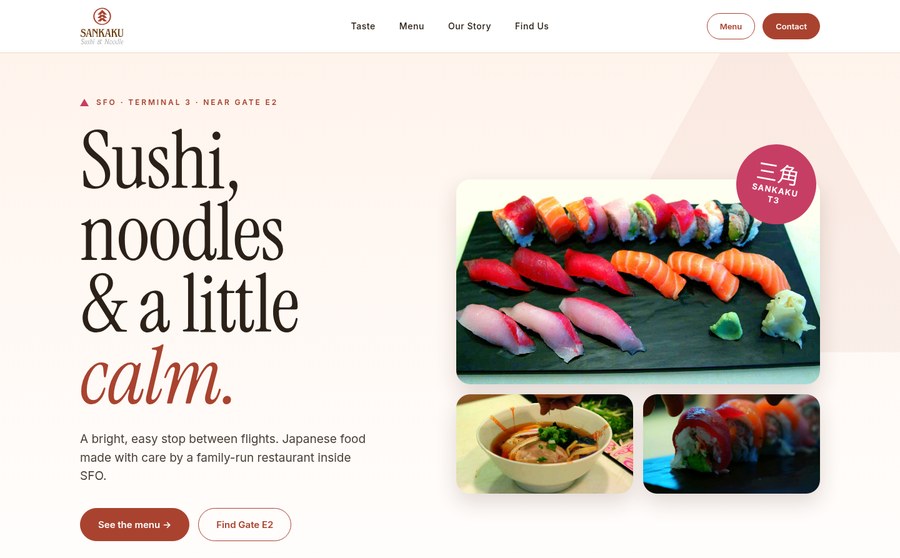 SANKAKU
Sushi & Noodle
Taste
Menu
Our Story
Find Us
Menu
Contact
SFO · TERMINAL 3 · NEAR GATE E2
Sushi,
noodles
& a little
calm.
A bright, easy stop between flights. Japanese food
made with care by a family-run restaurant inside
SFO.
See the menu →
Find Gate E2
三角
SANKAKU
T3